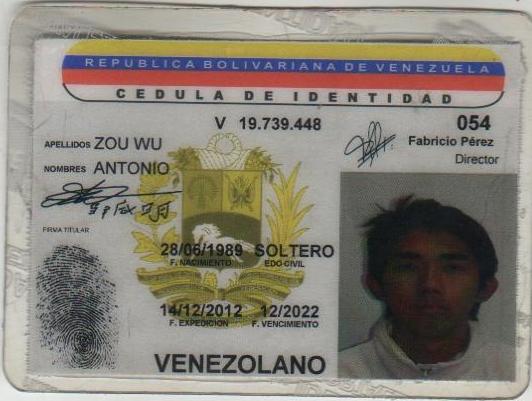 REPUBLICA BOLIVARIANA DE VENEZUELA
CEDULA DE IDENTIDAD
V 19.739.448
054
Fabricio Pérez
Director
APELLIDOS ZOU WU
NOMBRES ANTONIO
FIRMA TITULAR
28/06/1989 SOLTERO
F. NACIMIENTO EDO CIVIL
14/12/2012 12/2022
F. EXPEDICION F. VENCIMIENTO
VENEZOLANO